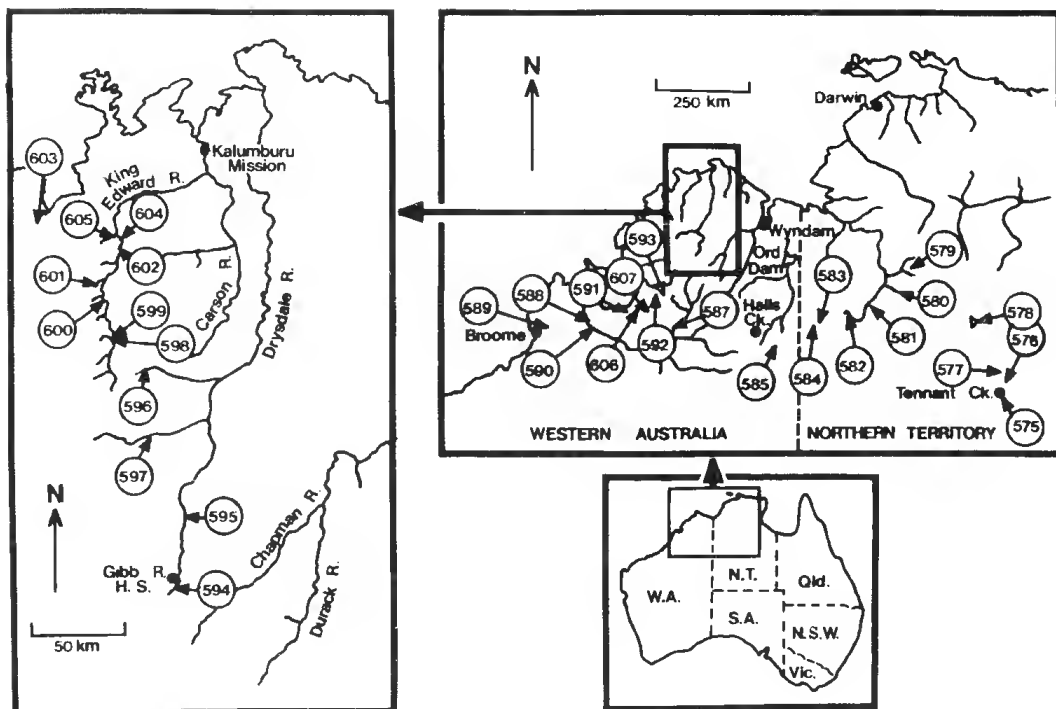 603
Kalumburu
Mission
King
Edward R.
605
604
602
601
599
600
598
Carson R.
Drysdale R.
596
597
N
595
Gibb R.
H. S.
594
Chapman R.
Durack R.
50 km
N
250 km
Darwin
593
Wyndam
Ord
Dam
583
579
588
591
607
589
Broome
587
Halls
Ck.
580
578
576
590
606
592
585
584
582
581
577
Tennant Ck.
575
WESTERN AUSTRALIA
NORTHERN TERRITORY
W.A.
N.T.
Qld.
S.A.
N.S.W.
Vic.